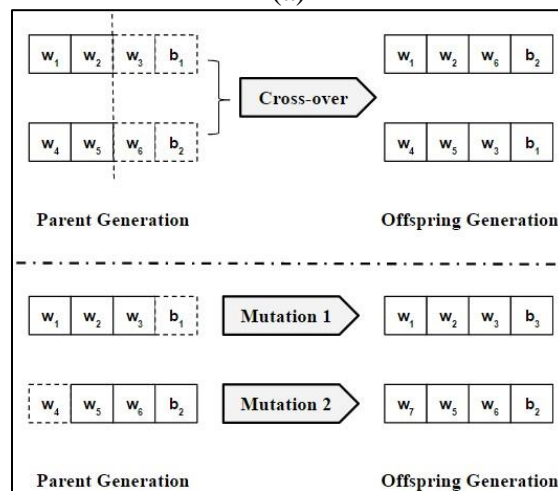 w₁ w₂ w₃ b₁ w₁ w₂ w₆ b₂
Cross-over
w₄ w₅ w₆ b₂ w₄ w₅ w₃ b₁
Parent Generation Offspring Generation
w₁ w₂ w₃ b₁ Mutation 1 w₁ w₂ w₃ b₃
w₄ w₅ w₆ b₂ Mutation 2 w₇ w₅ w₆ b₂
Parent Generation Offspring Generation